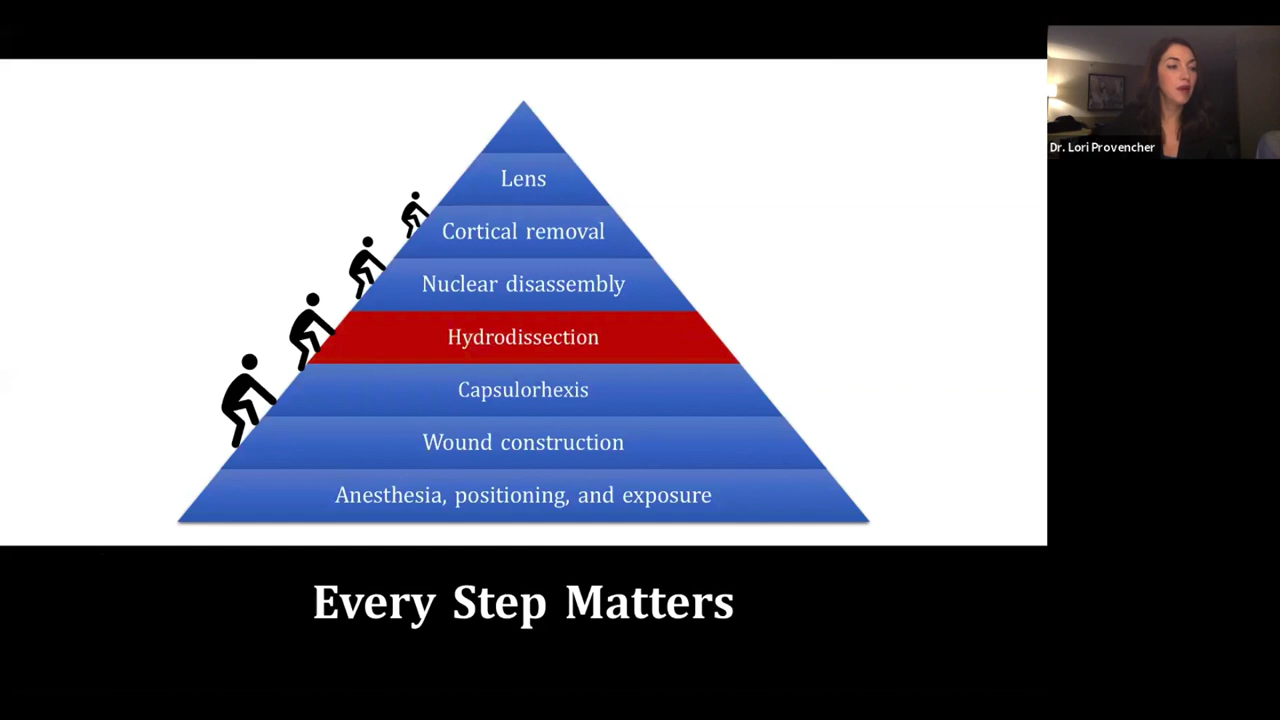 Lens
Cortical removal
Nuclear disassembly
Hydrodissection
Capsulorhexis
Wound construction
Anesthesia, positioning, and exposure
Every Step Matters
Dr. Lori Provencher